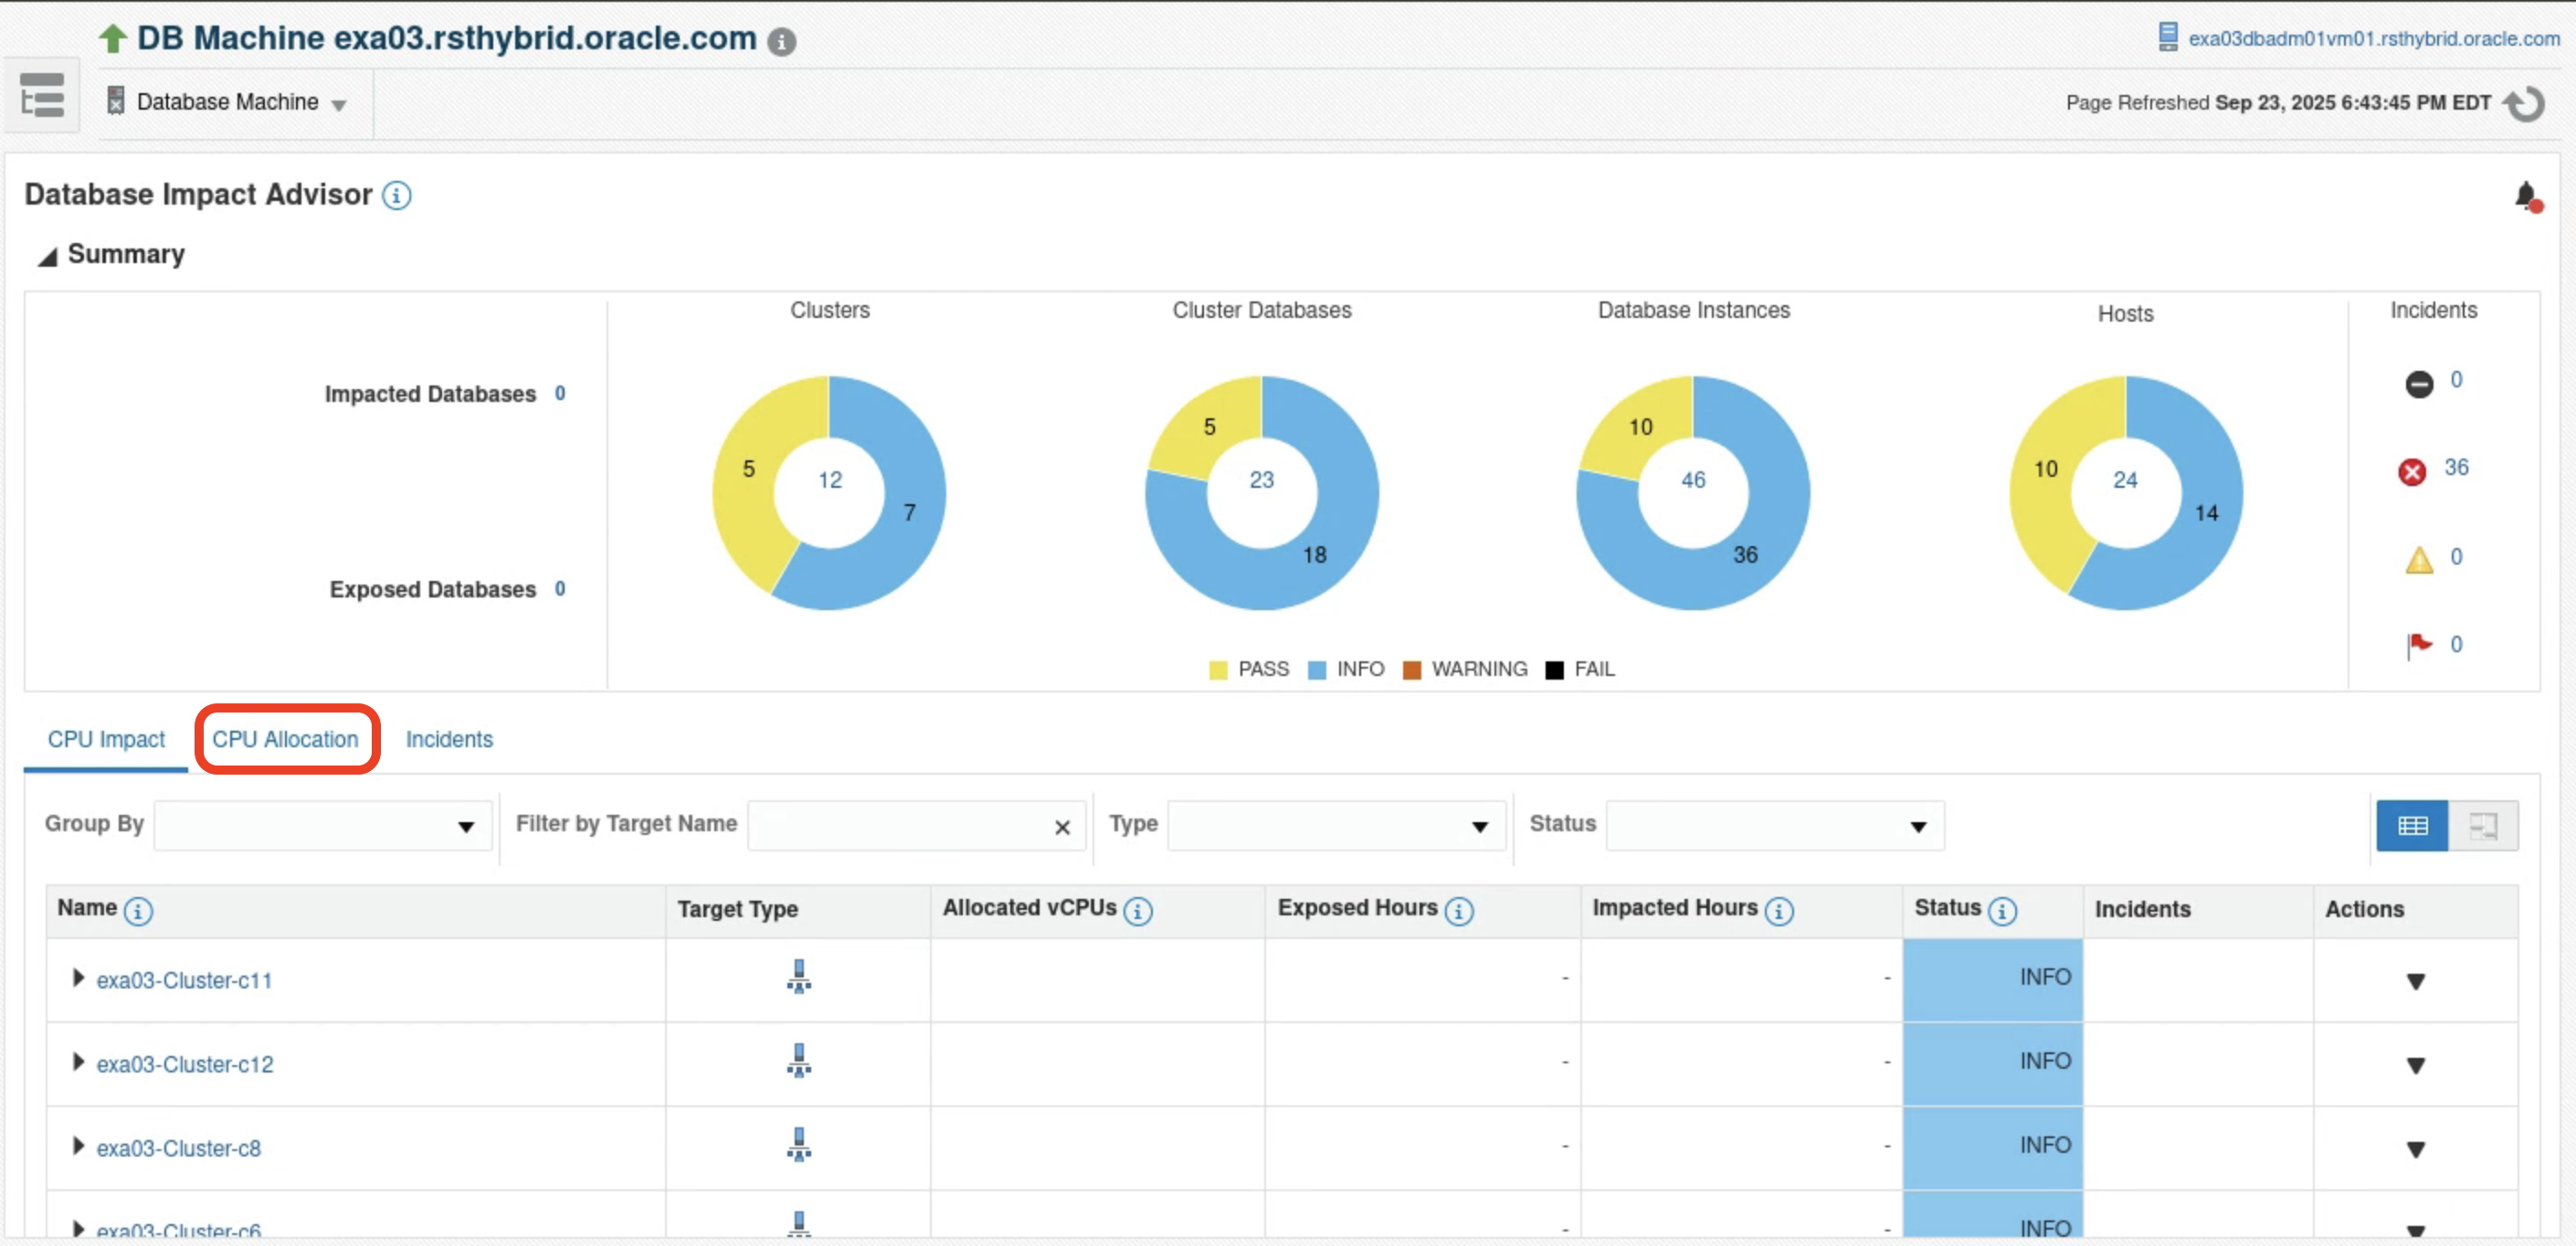 DB Machine exa03.rsthybrid.oracle.com
exa03dbadm01vm01.rsthybrid.oracle.com
Database Machine
Page Refreshed Sep 23, 2025 6:43:45 PM EDT
Database Impact Advisor
Summary
Clusters
Cluster Databases
Database Instances
Hosts
Incidents
Impacted Databases 0
Exposed Databases 0
5
12
7
5
23
18
10
46
36
10
24
14
0
36
0
0
PASS INFO WARNING FAIL
CPU Impact CPU Allocation Incidents
Group By Filter by Target Name Type Status
Name Target Type Allocated vCPUs Exposed Hours Impacted Hours Status Incidents Actions
exa03-Cluster-c11 - - INFO
exa03-Cluster-c12 - - INFO
exa03-Cluster-c8 - - INFO
exa03-Cluster-c6 - - INFO